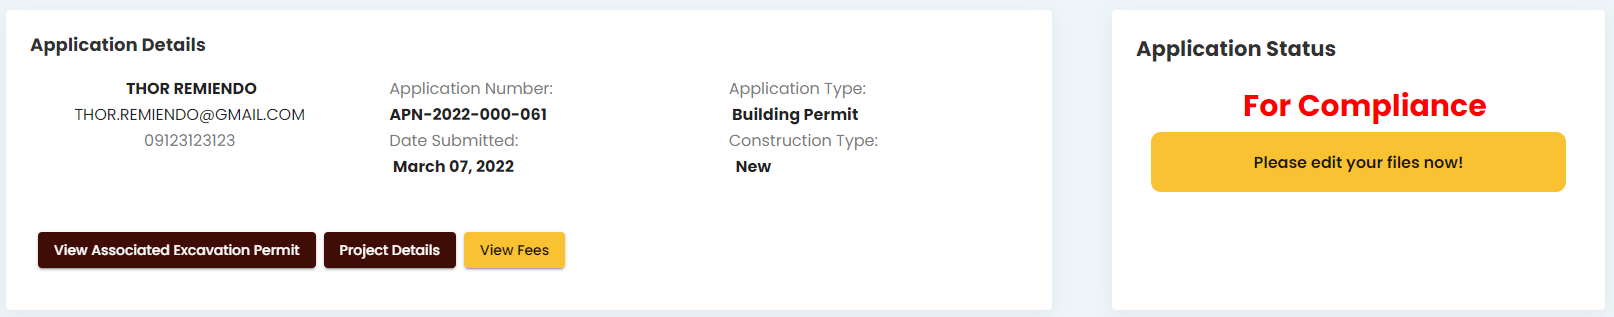 Application Details
THOR REMIENDO
THOR.REMIENDO@GMAIL.COM
09123123123
Application Number:
APN-2022-000-061
Date Submitted:
March 07, 2022
Application Type:
Building Permit
Construction Type:
New
View Associated Excavation Permit
Project Details
View Fees
Application Status
For Compliance
Please edit your files now!